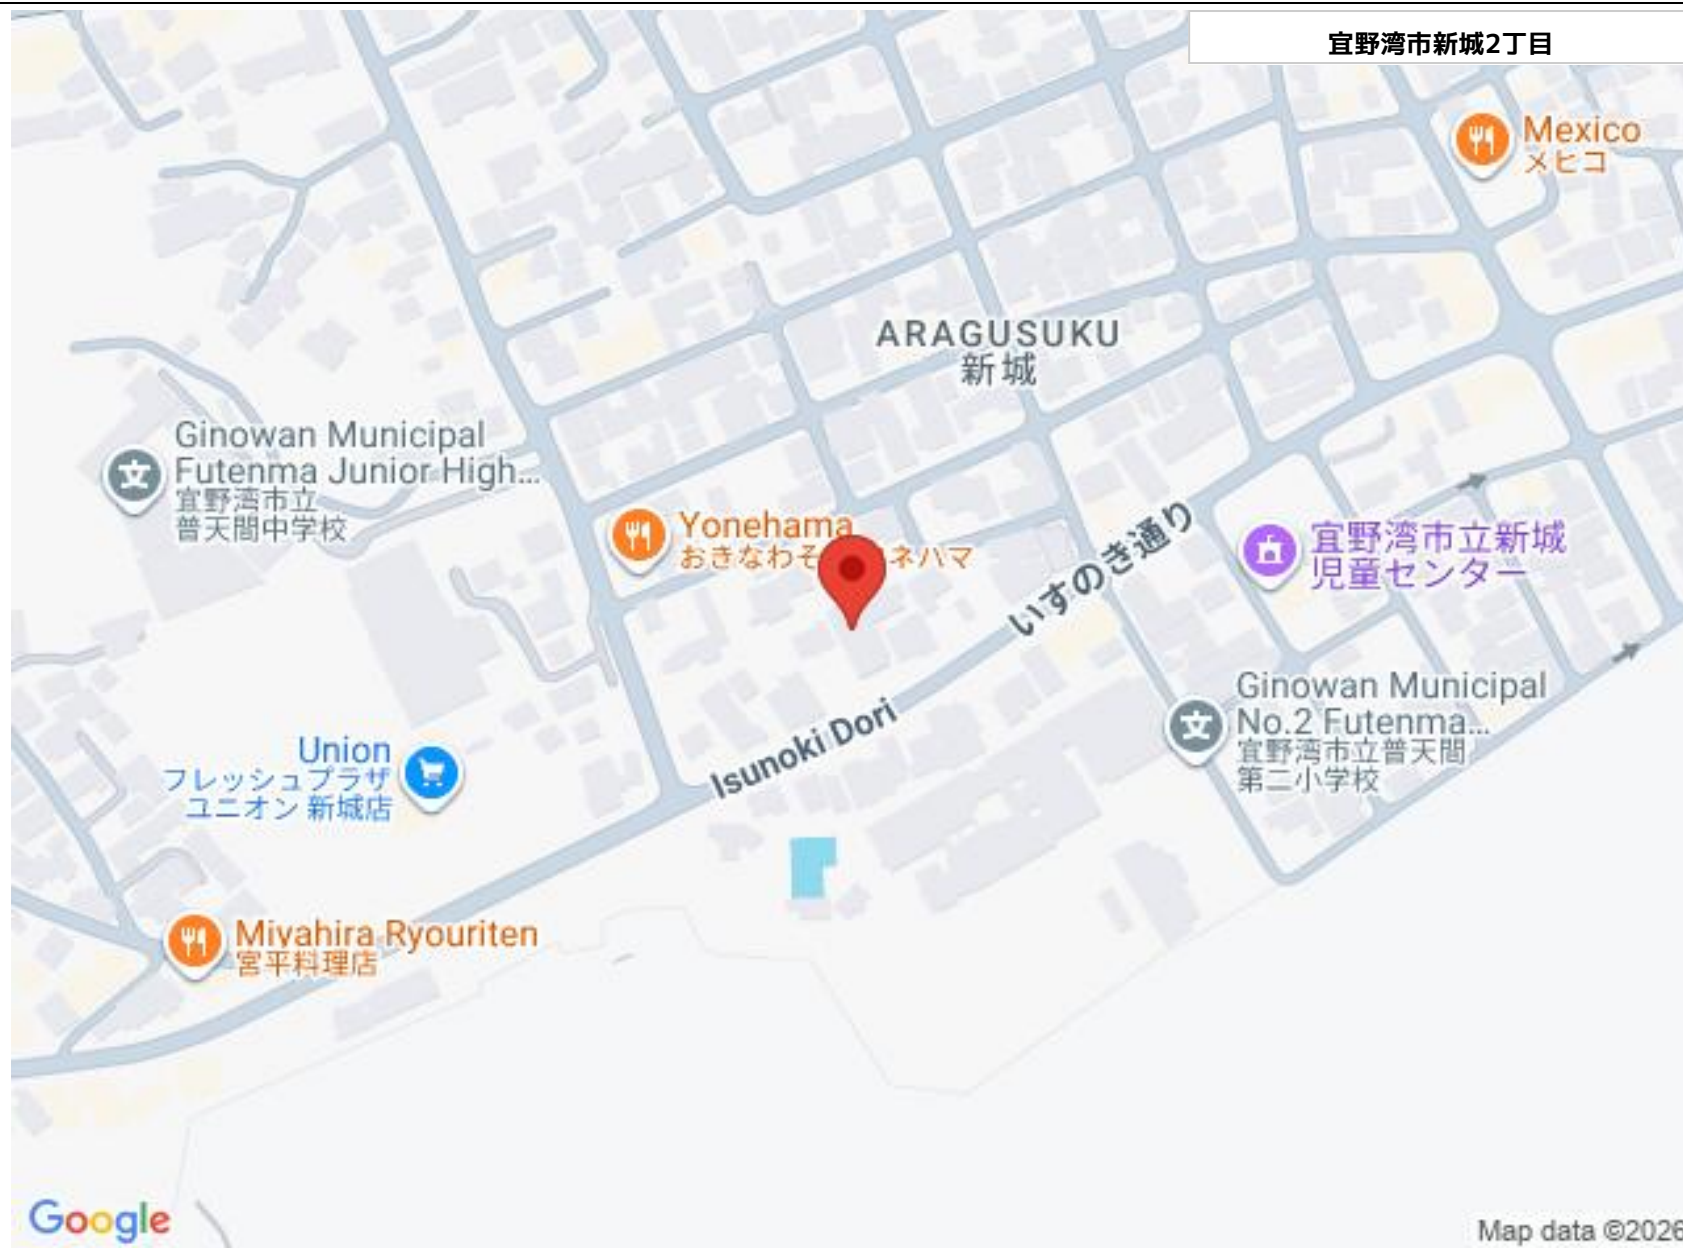 宜野湾市新城2丁目
Mexico
メヒコ
ARAGUSUKU
新城
Ginowan Municipal
Futenma Junior High...
宜野湾市立
普天間中学校
Yonehama
おきなわそ
ネハマ
いすのき通り
宜野湾市立新城
児童センター
Ginowan Municipal
No.2 Futenma...
宜野湾市立普天間
第二小学校
Isunoki Dori
Union
フレッシュプラザ
ユニオン 新城店
Miyahira Ryouriten
宮平料理店
Google
Map data ©2026